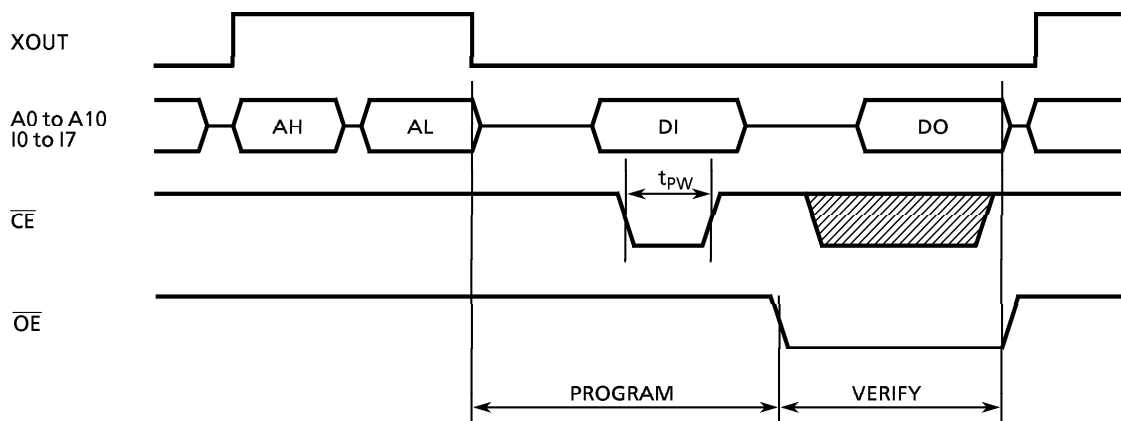 XOUT
A0 to A10
I0 to I7
AH
AL
DI
DO
tPW
CE
OE
PROGRAM
VERIFY